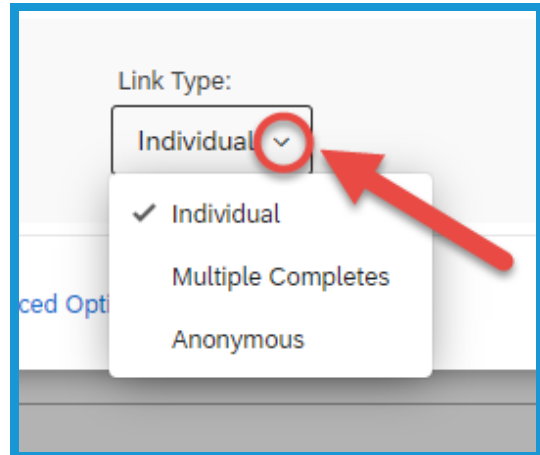 Link Type:
Individual
Individual
Multiple Completes
ced Opti
Anonymous